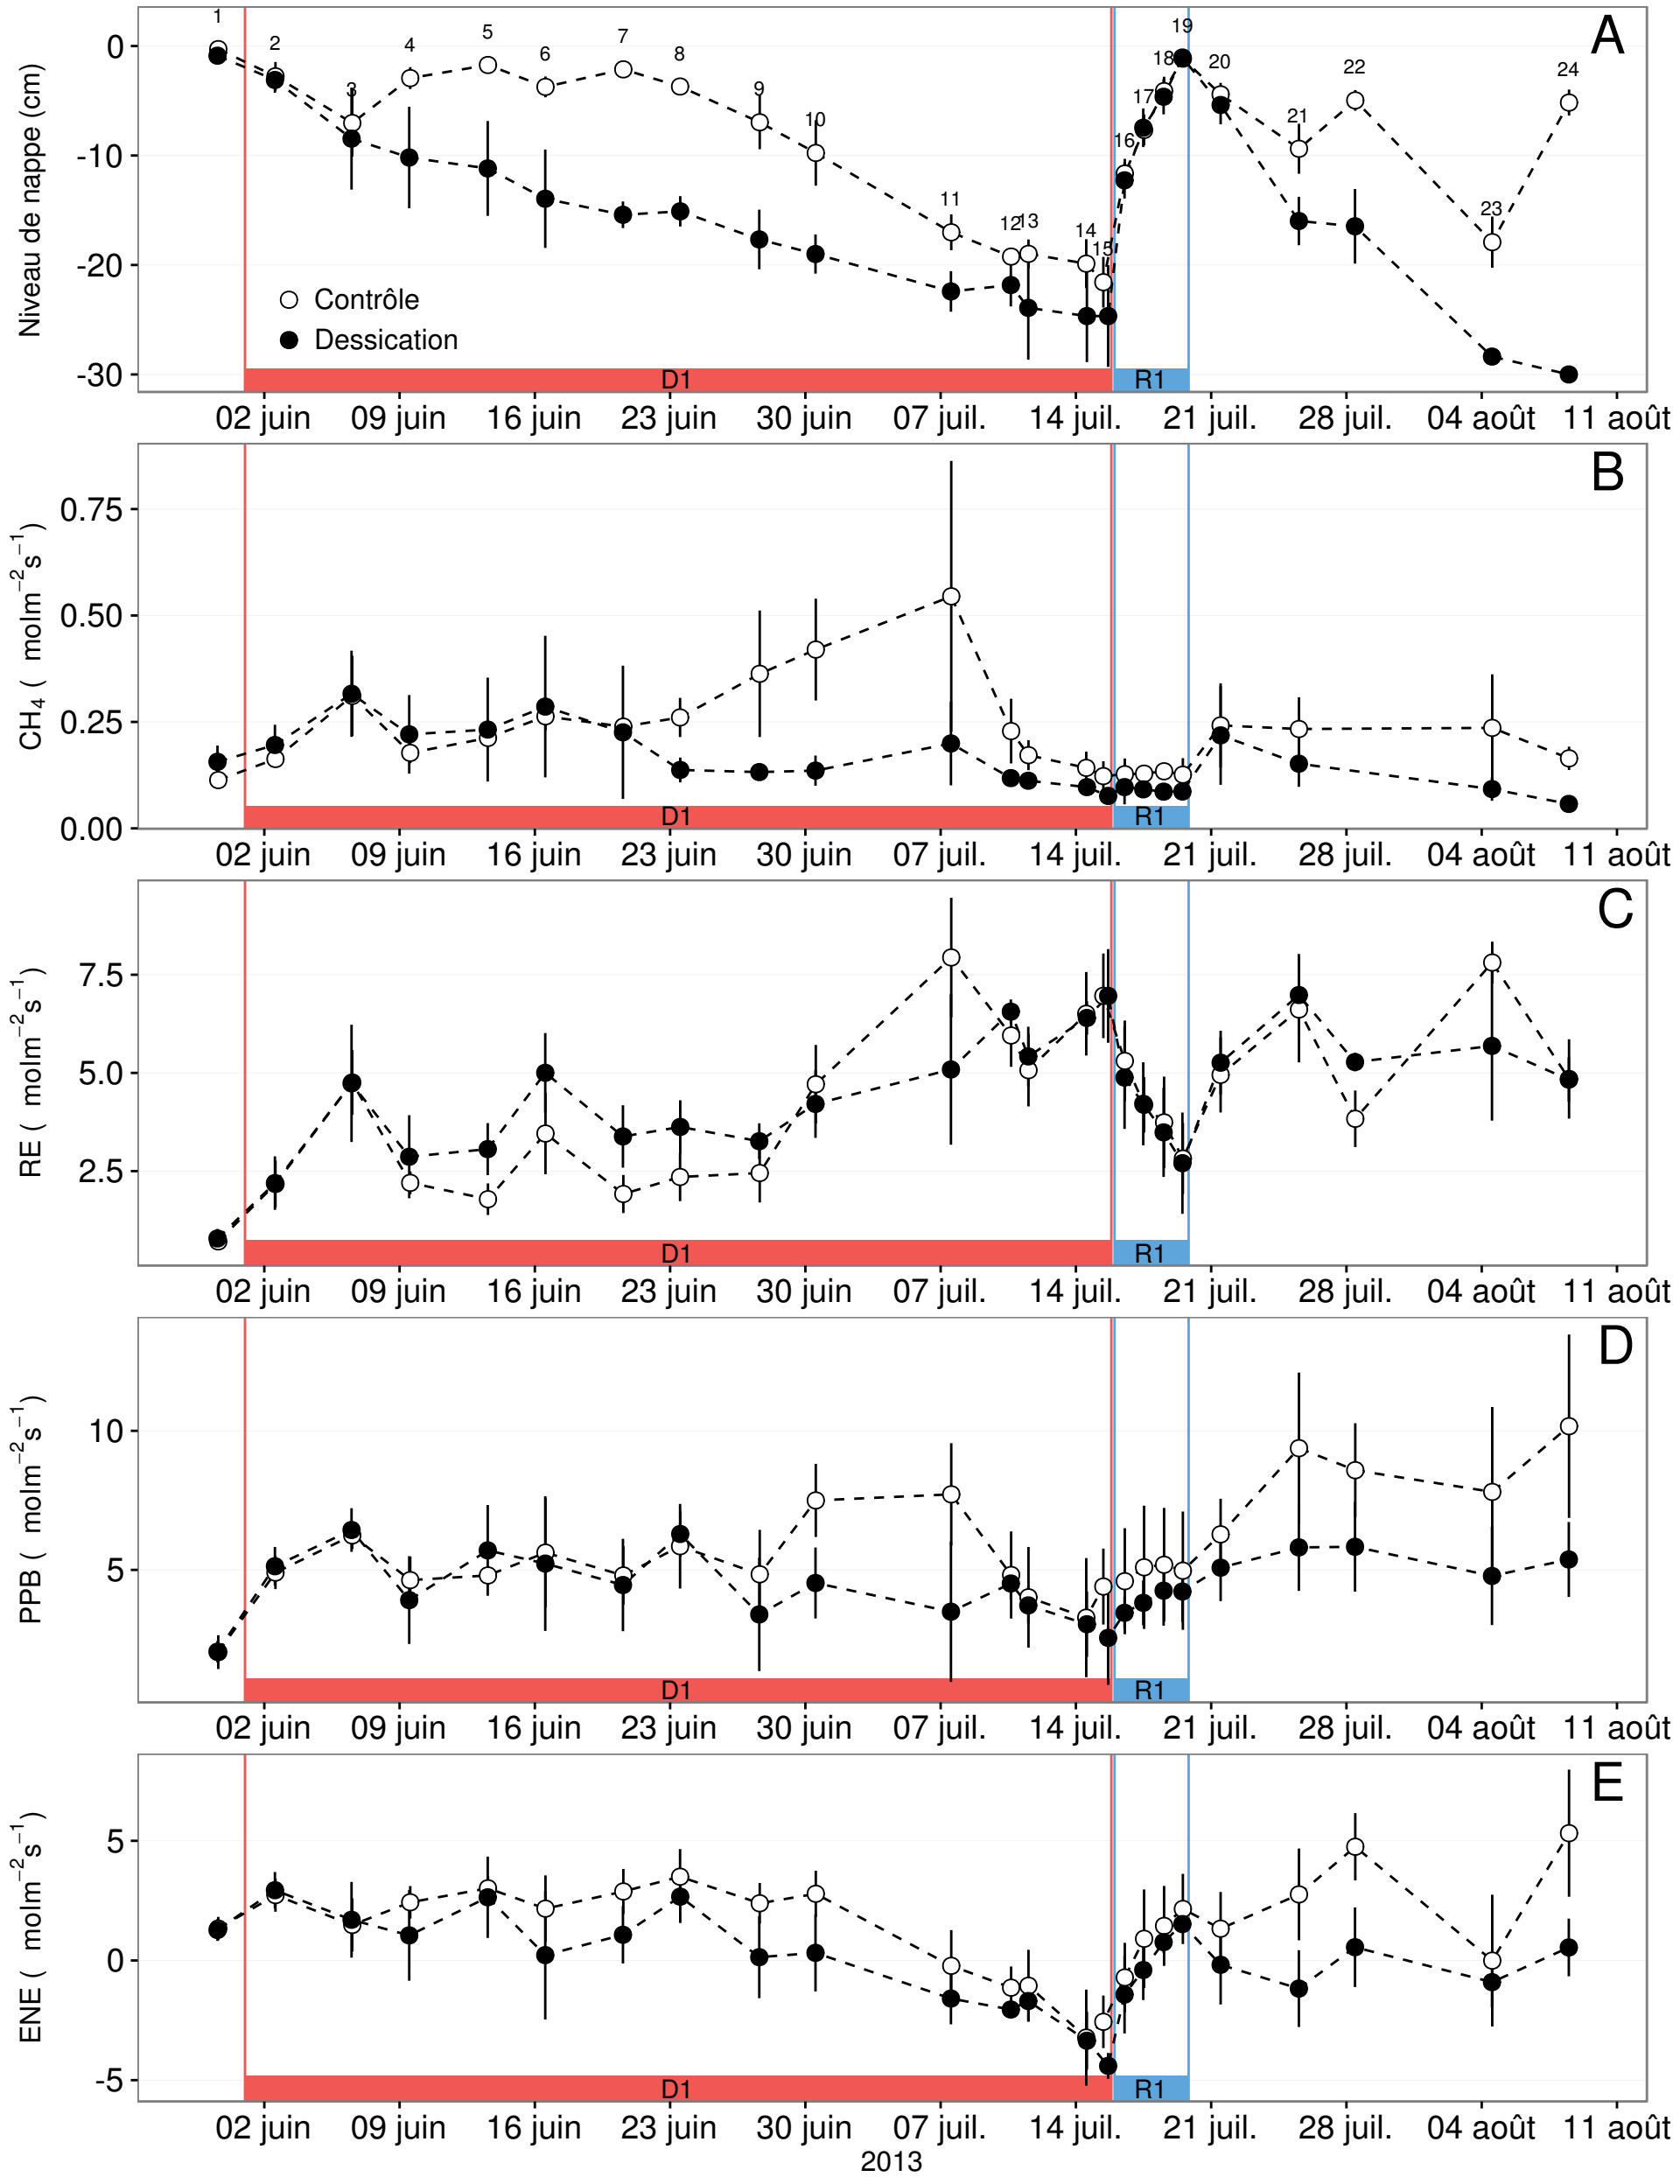 A
Niveau de nappe (cm)
0
-10
-20
-30
1 2 3 4 5 6 7 8 9 10 11 12 13 14 15 16 17 18 19 20 21 22 23 24
Contrôle
Dessication
D1 R1
02 juin 09 juin 16 juin 23 juin 30 juin 07 juil. 14 juil. 21 juil. 28 juil. 04 août 11 août
B
CH₄ ( molm⁻²s⁻¹)
0.75
0.50
0.25
0.00
D1 R1
02 juin 09 juin 16 juin 23 juin 30 juin 07 juil. 14 juil. 21 juil. 28 juil. 04 août 11 août
C
RE ( molm⁻²s⁻¹)
7.5
5.0
2.5
D1 R1
02 juin 09 juin 16 juin 23 juin 30 juin 07 juil. 14 juil. 21 juil. 28 juil. 04 août 11 août
D
PPB ( molm⁻²s⁻¹)
10
5
D1 R1
02 juin 09 juin 16 juin 23 juin 30 juin 07 juil. 14 juil. 21 juil. 28 juil. 04 août 11 août
E
ENE ( molm⁻²s⁻¹)
5
0
-5
D1 R1
02 juin 09 juin 16 juin 23 juin 30 juin 07 juil. 14 juil. 21 juil. 28 juil. 04 août 11 août
2013